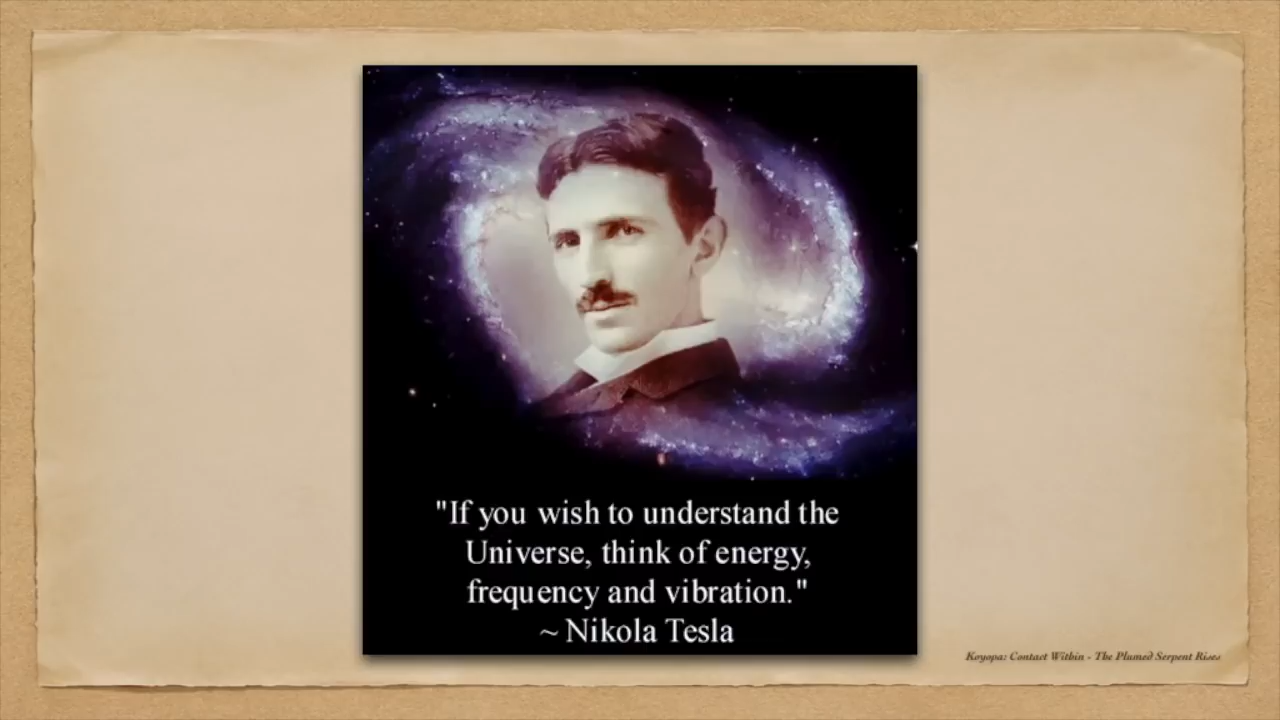 "If you wish to understand the
Universe, think of energy,
frequency and vibration."
~ Nikola Tesla
Koyopa: Contact Within - The Plumed Serpent Rises